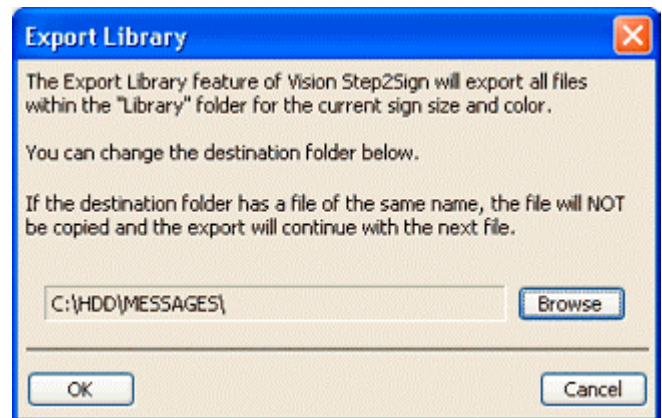 Export Library
The Export Library feature of Vision Step2Sign will export all files
within the "Library" folder for the current sign size and color.
You can change the destination folder below.
If the destination folder has a file of the same name, the file will NOT
be copied and the export will continue with the next file.
C:\HDD\MESSAGES\
Browse
OK
Cancel